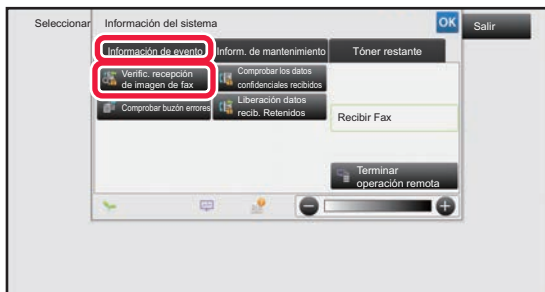 Seleccionar
Información del sistema
OK
Salir
Información de evento
Inform. de mantenimiento
Tóner restante
Verific. recepción
de imagen de fax
Comprobar los datos
confidenciales recibidos
Comprobar buzón errores
Liberación datos
recib. Retenidos
Recibir Fax
Terminar
operación remota